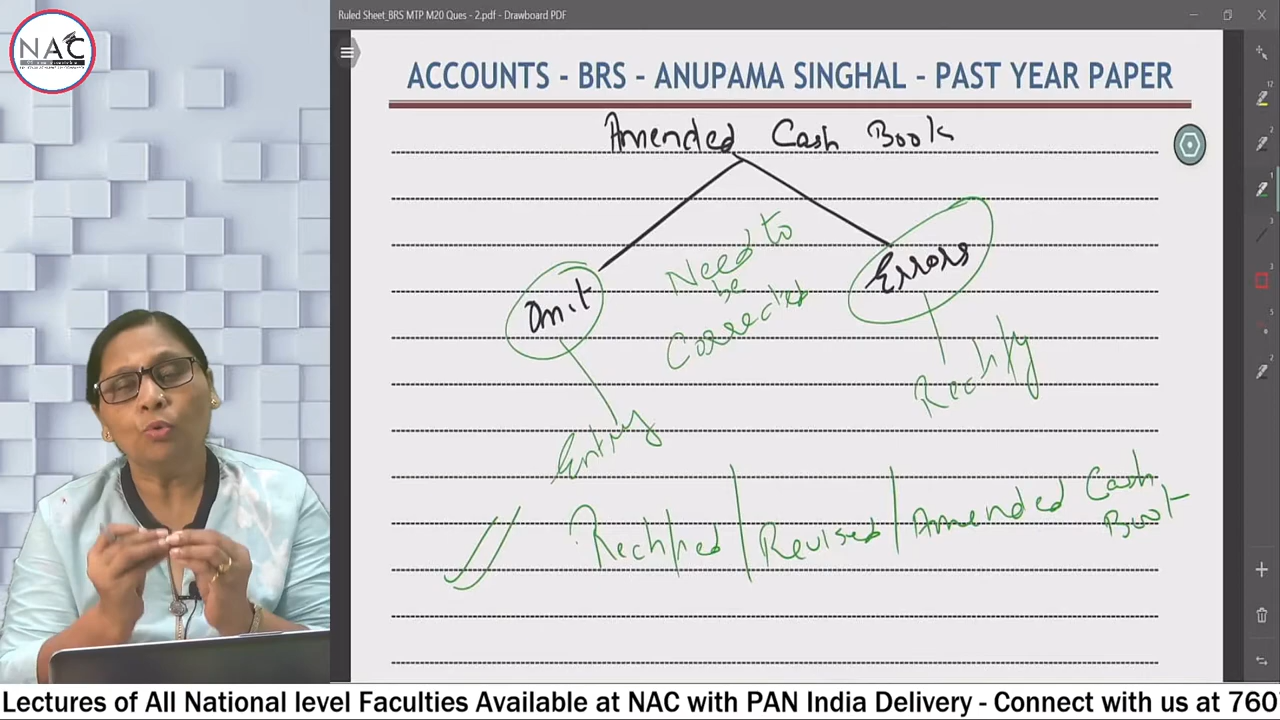 Ruled Sheet_BRS MTP M20 Ques - 2.pdf - Drawboard PDF
NAC
ACCOUNTS - BRS - ANUPAMA SINGHAL - PAST YEAR PAPER
Amended Cash Book
Need to
be
Corrected
Errors
Omit
Rectify
Entry
Rectified | Revised | Amended Cash
Book
Lectures of All National level Faculties Available at NAC with PAN India Delivery - Connect with us at 760